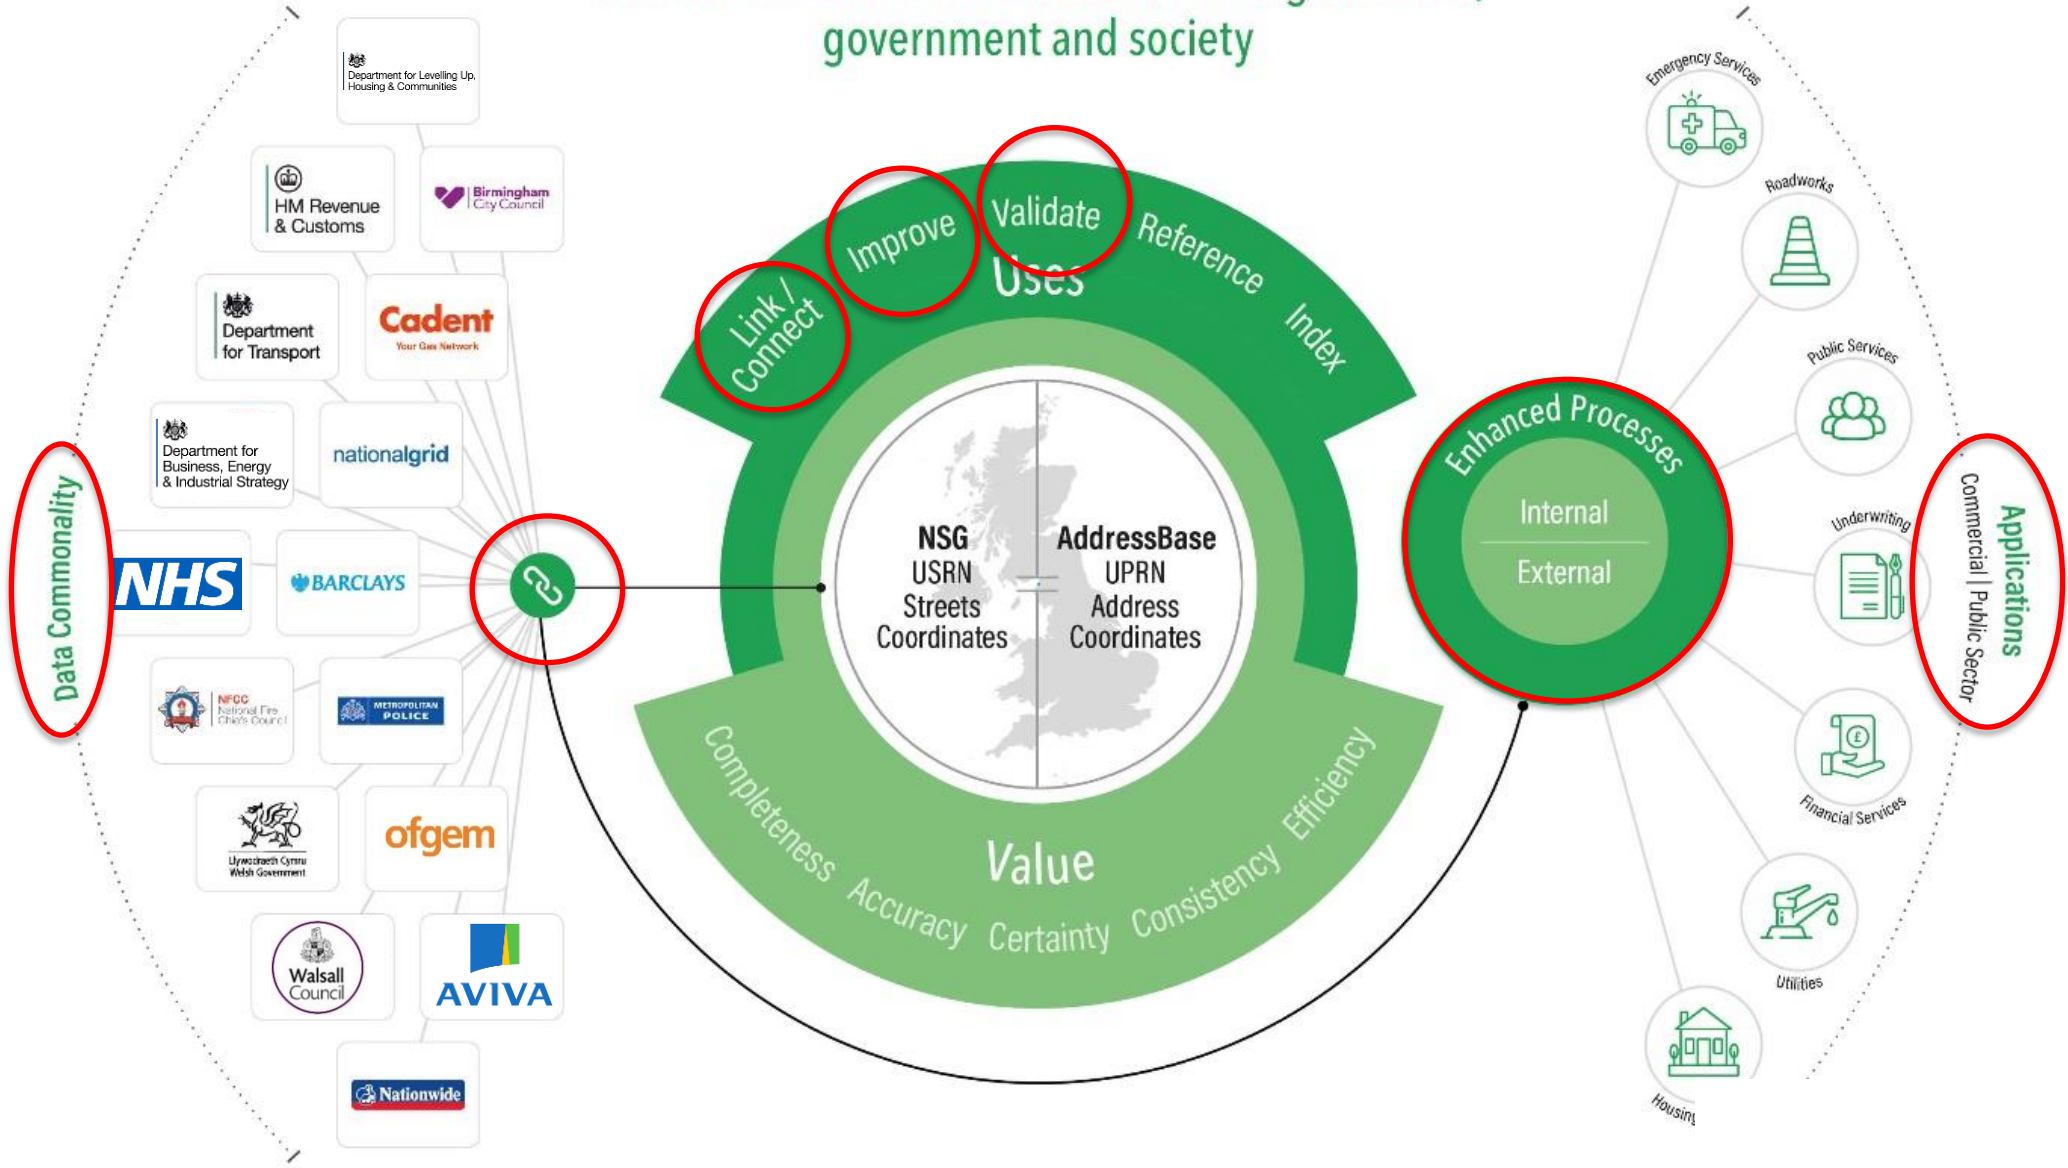 government and society
Department for Levelling Up,
Housing & Communities
HM Revenue
& Customs
Birmingham
City Council
Department
for Transport
Cadent
Your Gas Network
Department for
Business, Energy
& Industrial Strategy
nationalgrid
Data Commonality
NHS
BARCLAYS
NFCC
National Fire
Chiefs Council
METROPOLITAN
POLICE
Llywodraeth Cymru
Welsh Government
ofgem
Walsall
Council
AVIVA
Nationwide
Link /
Connect
Improve
Validate
Reference
Index
Uses
NSG
USRN
Streets
Coordinates
AddressBase
UPRN
Address
Coordinates
Value
Completeness
Accuracy
Certainty
Consistency
Efficiency
Enhanced Processes
Internal
External
Emergency Services
Roadworks
Public Services
Underwriting
Financial Services
Utilities
Housing
Applications
Commercial | Public Sector